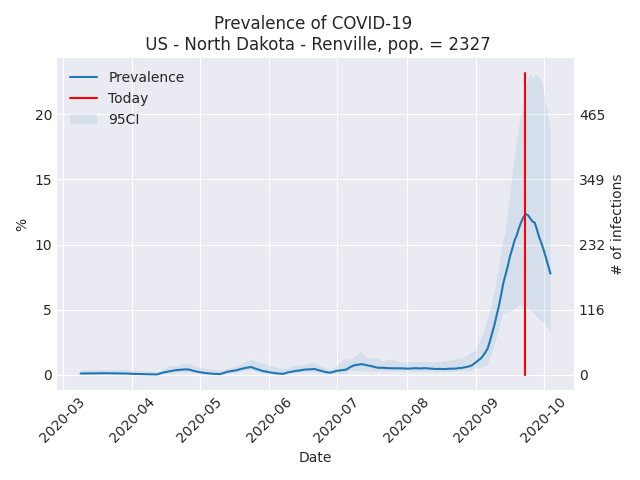 Prevalence of COVID-19
US - North Dakota - Renville, pop. = 2327
Prevalence
Today
95CI
20
15
10
5
0
%
465
349
232
116
0
# of infections
2020-03
2020-04
2020-05
2020-06
2020-07
2020-08
2020-09
2020-10
Date